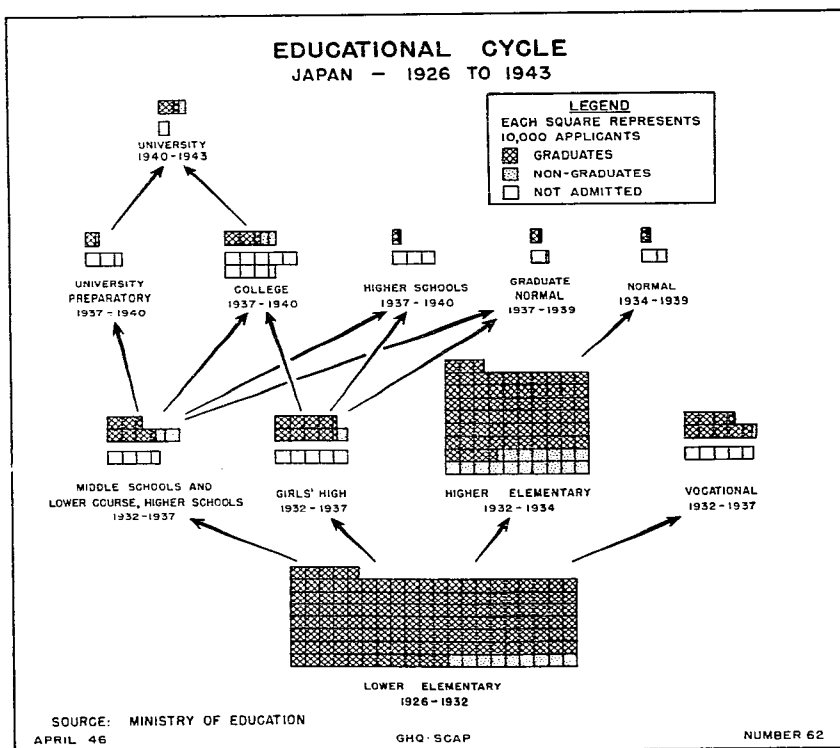 EDUCATIONAL CYCLE
JAPAN - 1926 TO 1943
LEGEND
EACH SQUARE REPRESENTS
10,000 APPLICANTS
GRADUATES
NON-GRADUATES
NOT ADMITTED
UNIVERSITY
1940-1943
UNIVERSITY
PREPARATORY
1937-1940
COLLEGE
1937-1940
HIGHER SCHOOLS
1937-1940
GRADUATE
NORMAL
1937-1939
NORMAL
1934-1939
MIDDLE SCHOOLS AND
LOWER COURSE, HIGHER SCHOOLS
1932-1937
GIRLS' HIGH
1932-1937
HIGHER ELEMENTARY
1932-1934
VOCATIONAL
1932-1937
LOWER ELEMENTARY
1926-1932
SOURCE: MINISTRY OF EDUCATION
APRIL 46
GHQ-SCAP
NUMBER 62